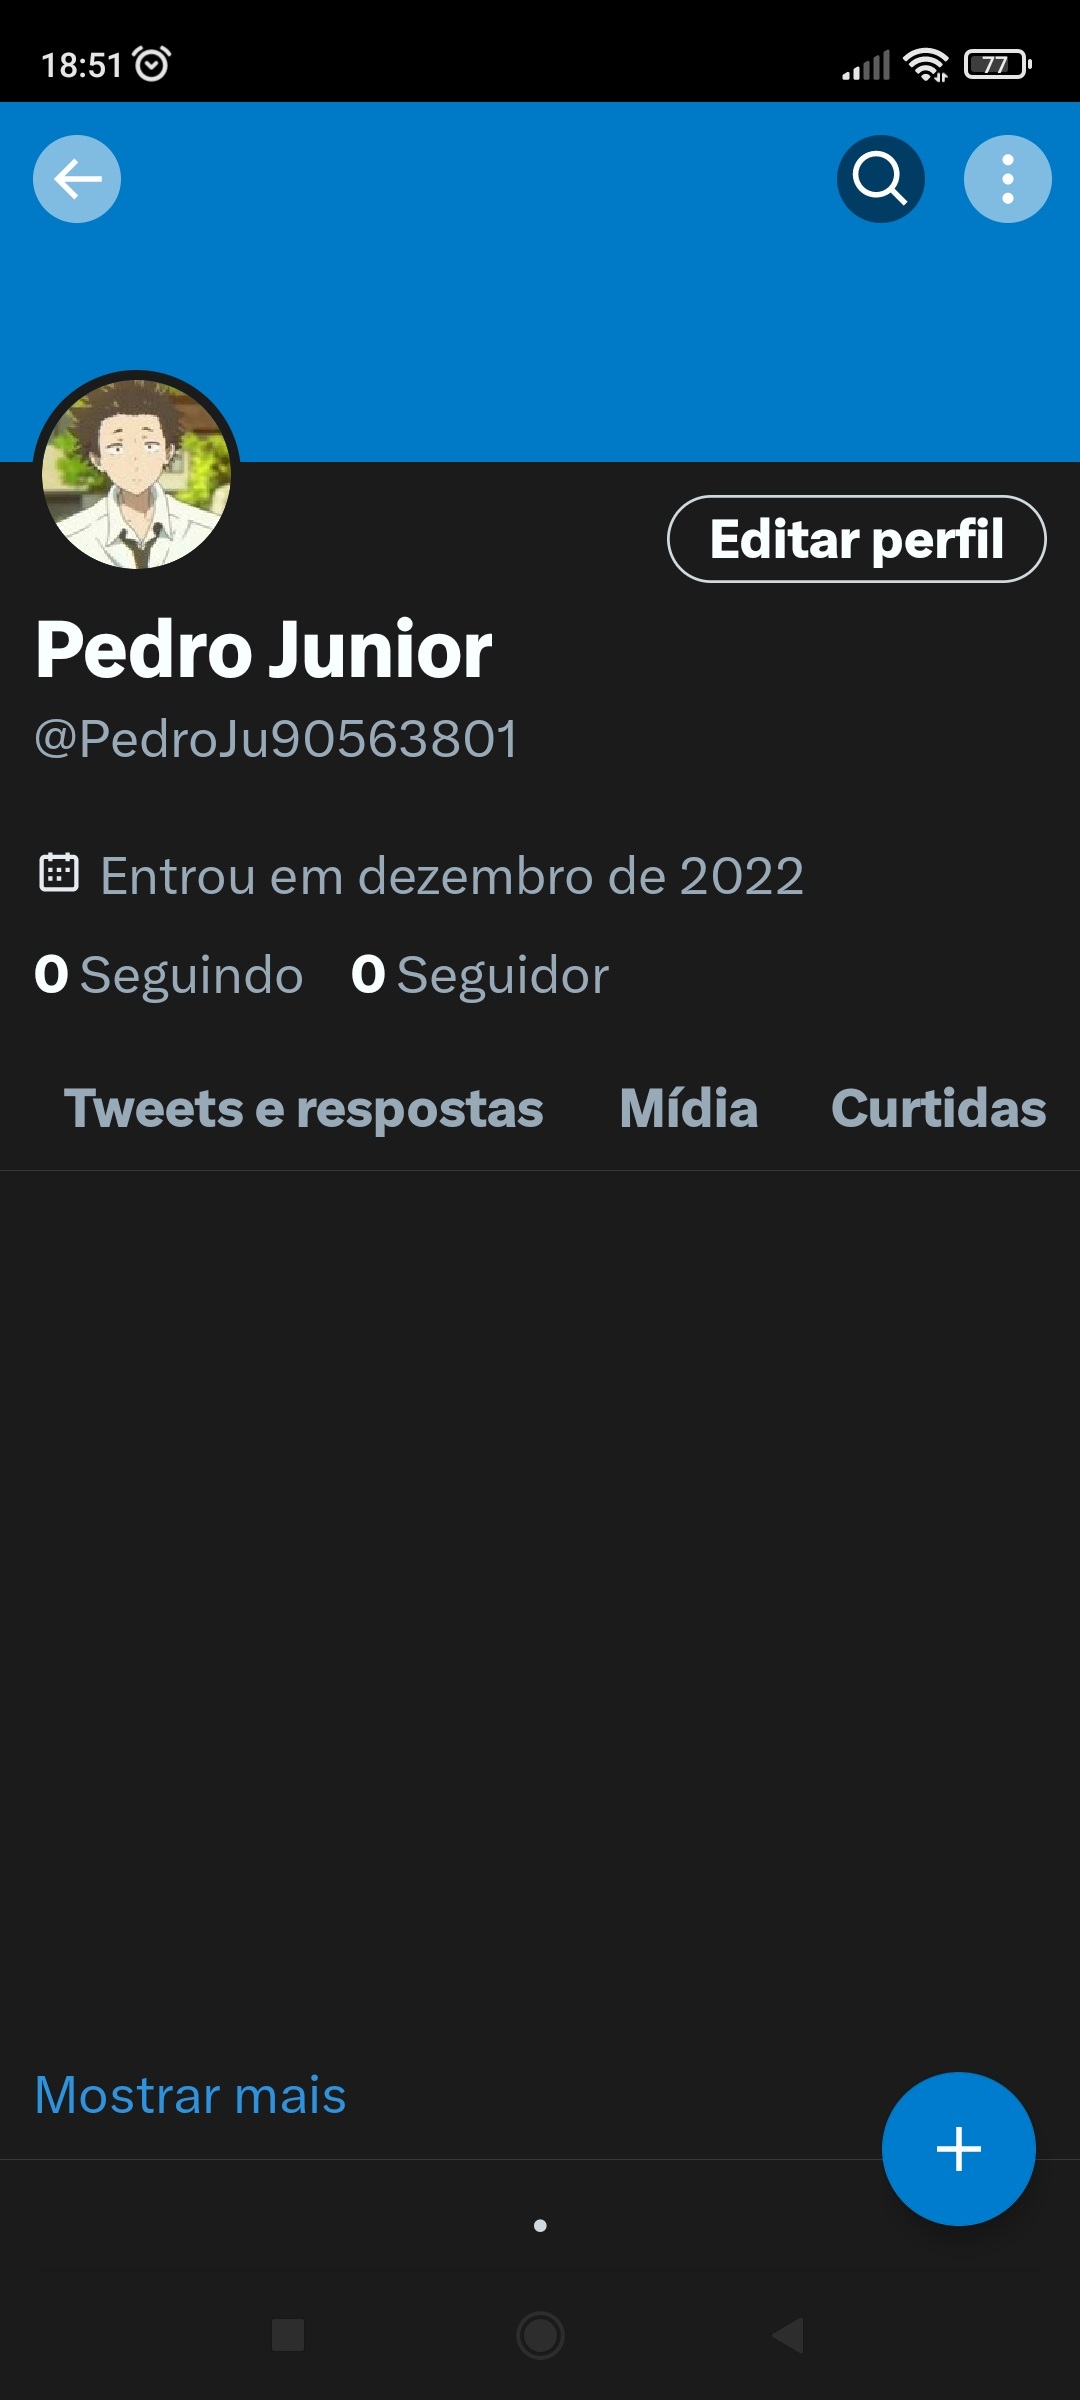 18:51
77
Editar perfil
Pedro Junior
@PedroJu90563801
Entrou em dezembro de 2022
0 Seguindo 0 Seguidor
Tweets e respostas Mídia Curtidas
Mostrar mais